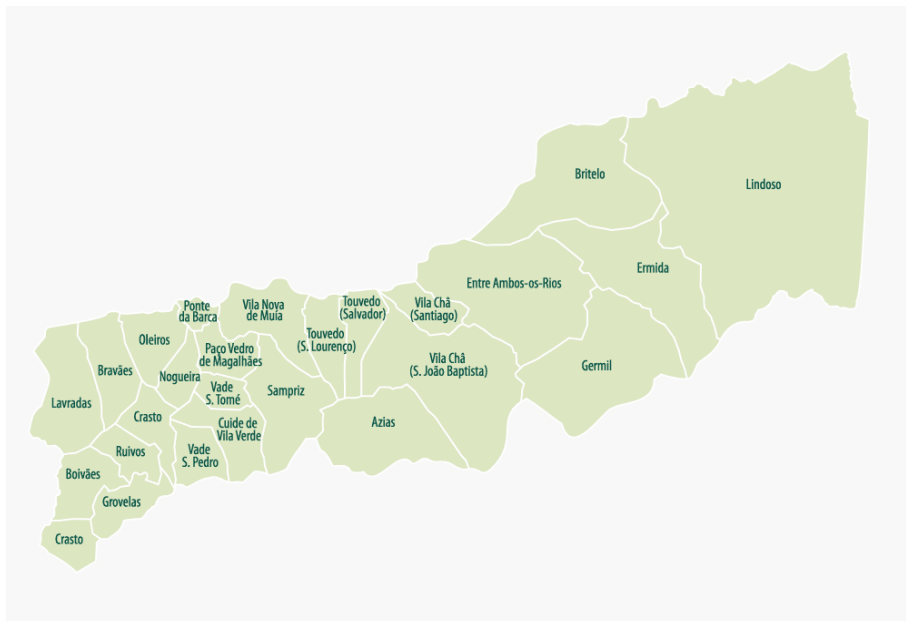 Britelo
Lindoso
Ermida
Entre Ambos-os-Rios
Ponte
da Barca
Vila Nova
de Muía
Touvedo
(Salvador)
Vila Chã
(Santiago)
Oleiros
Touvedo
(S. Lourenço)
Paço Vedro
de Magalhães
Bravães
Nogueira
Vila Chã
(S. João Baptista)
Germil
Vade
S. Tomé
Sampriz
Lavradas
Crasto
Cuide de
Vila Verde
Azias
Ruivos
Vade
S. Pedro
Boivães
Grovelas
Crasto